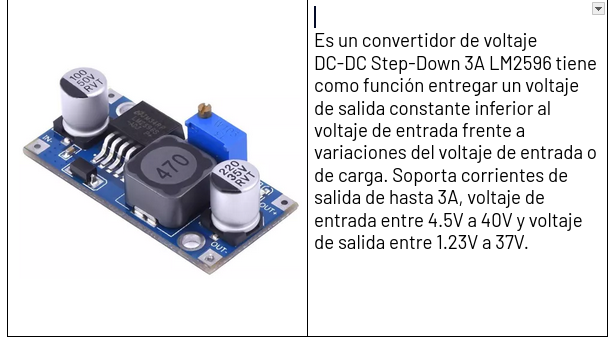 100
50V
RVT
470
220
35V
RVT
IN-
OUT+
OUT-
Es un convertidor de voltaje
DC-DC Step-Down 3A LM2596 tiene
como función entregar un voltaje
de salida constante inferior al
voltaje de entrada frente a
variaciones del voltaje de entrada o
de carga. Soporta corrientes de
salida de hasta 3A, voltaje de
entrada entre 4.5V a 40V y voltaje
de salida entre 1.23V a 37V.